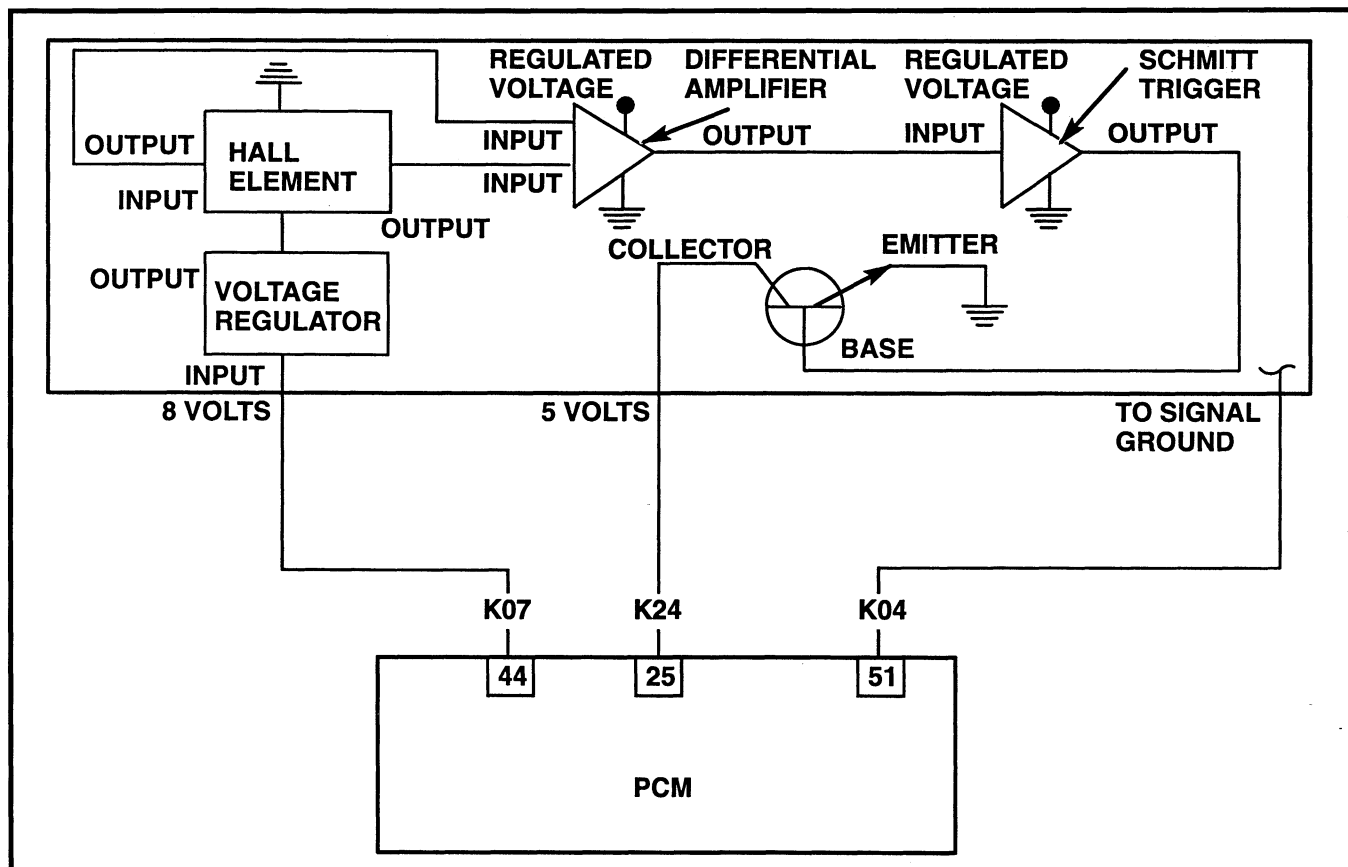 REGULATED
VOLTAGE
DIFFERENTIAL
AMPLIFIER
REGULATED
VOLTAGE
SCHMITT
TRIGGER
OUTPUT
HALL
ELEMENT
INPUT
INPUT
OUTPUT
INPUT
OUTPUT
INPUT
OUTPUT
OUTPUT
VOLTAGE
REGULATOR
COLLECTOR
EMITTER
BASE
INPUT
8 VOLTS
5 VOLTS
TO SIGNAL
GROUND
K07
K24
K04
44
25
51
PCM